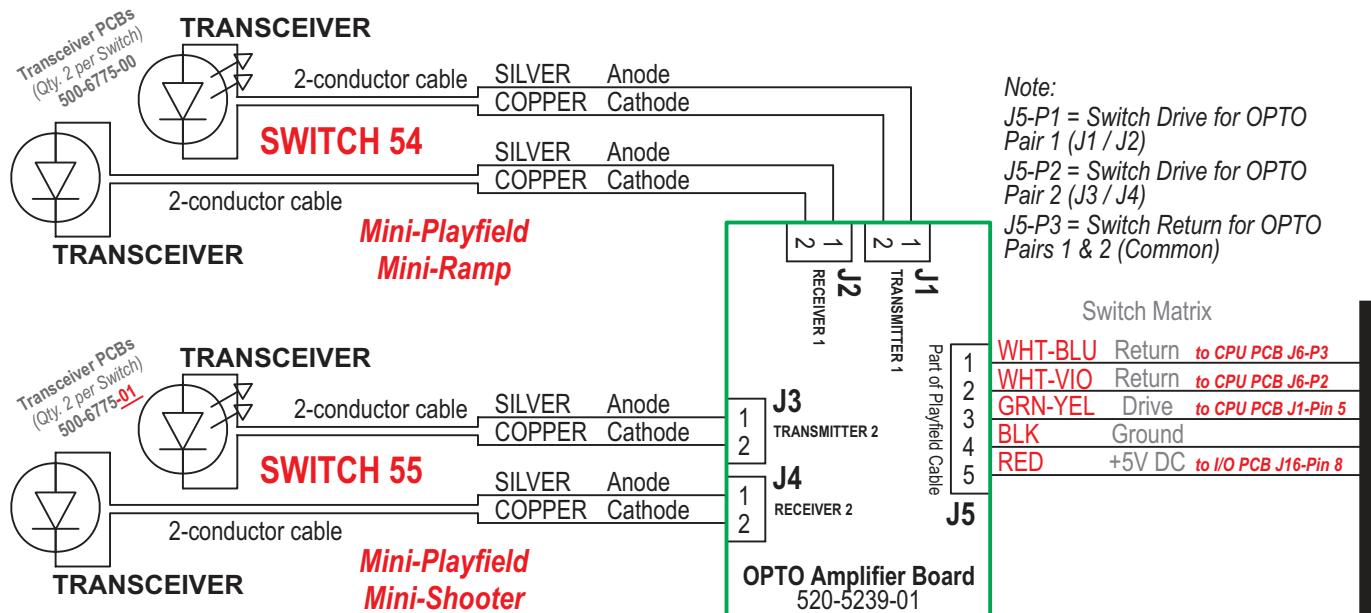 Transceiver PCBs
(Qty. 2 per Switch)
500-6775-00
TRANSCEIVER
2-conductor cable
SILVER Anode
COPPER Cathode
SWITCH 54
SILVER Anode
COPPER Cathode
2-conductor cable
TRANSCEIVER
Mini-Playfield
Mini-Ramp
Note:
J5-P1 = Switch Drive for OPTO
Pair 1 (J1 / J2)
J5-P2 = Switch Drive for OPTO
Pair 2 (J3 / J4)
J5-P3 = Switch Return for OPTO
Pairs 1 & 2 (Common)
2 1
J2
RECEIVER 1
2 1
J1
TRANSMITTER 1
Transceiver PCBs
(Qty. 2 per Switch)
500-6775-01
TRANSCEIVER
2-conductor cable
SILVER Anode
COPPER Cathode
SWITCH 55
SILVER Anode
COPPER Cathode
2-conductor cable
TRANSCEIVER
Mini-Playfield
Mini-Shooter
1
2
J3
TRANSMITTER 2
1
2
J4
RECEIVER 2
Part of Playfield Cable
1
2
3
4
5
J5
Switch Matrix
WHT-BLU Return to CPU PCB J6-P3
WHT-VIO Return to CPU PCB J6-P2
GRN-YEL Drive to CPU PCB J1-Pin 5
BLK Ground
RED +5V DC to I/O PCB J16-Pin 8
OPTO Amplifier Board
520-5239-01